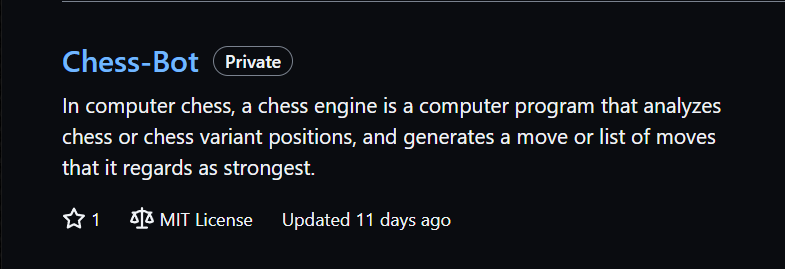 Chess-Bot Private
In computer chess, a chess engine is a computer program that analyzes
chess or chess variant positions, and generates a move or list of moves
that it regards as strongest.
1 MIT License Updated 11 days ago